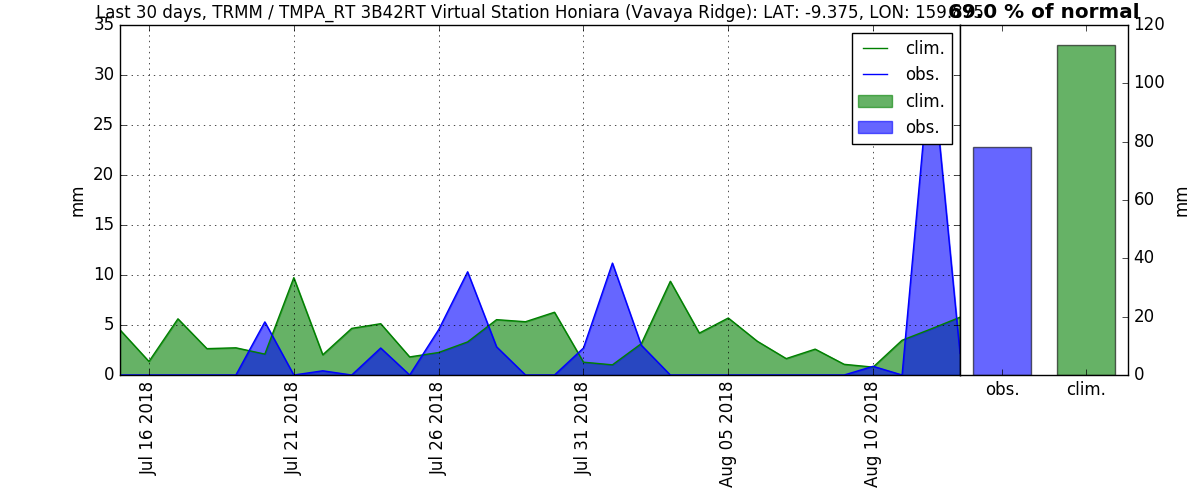 Last 30 days, TRMM / TMPA_RT 3B42RT Virtual Station Honiara (Vavaya Ridge): LAT: -9.375, LON:
69.0 % of normal
35
30
25
20
15
10
5
0
mm
clim.
obs.
clim.
obs.
120
100
80
60
40
20
0
mm
Jul 16 2018
Jul 21 2018
Jul 26 2018
Jul 31 2018
Aug 05 2018
Aug 10 2018
obs.
clim.